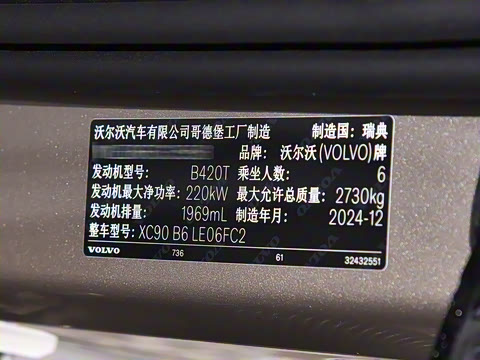 沃尔沃汽车有限公司哥德堡工厂制造 制造国：瑞典
品牌：沃尔沃(VOLVO)牌
发动机型号： B420T 乘坐人数： 6
发动机最大净功率：220kW 最大允许总质量：2730kg
发动机排量： 1969mL 制造年月： 2024-12
整车型号：XC90 B6 LE06FC2
VOLVO 736 61 32432551